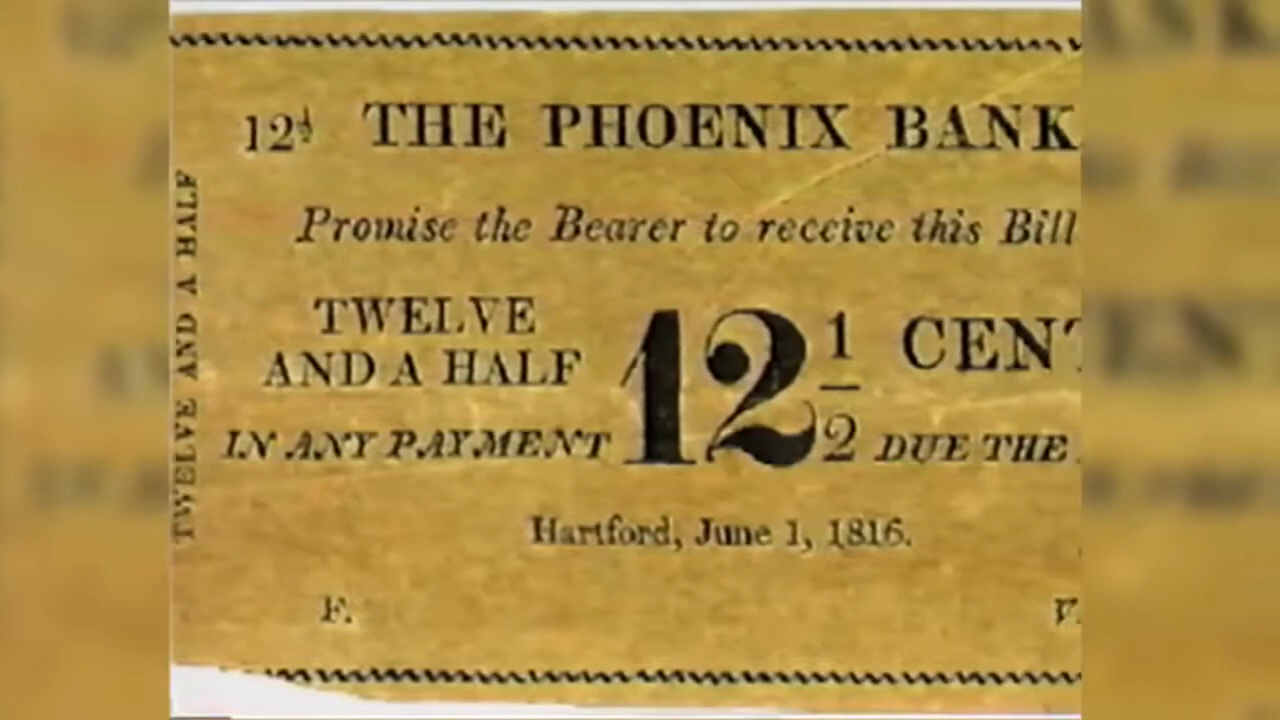 12½ THE PHOENIX BANK
Promise the Bearer to receive this Bill
TWELVE
AND A HALF
12 1/2 CENT
IN ANY PAYMENT
DUE THE
Hartford, June 1, 1816.
F.
TWELVE AND A HALF